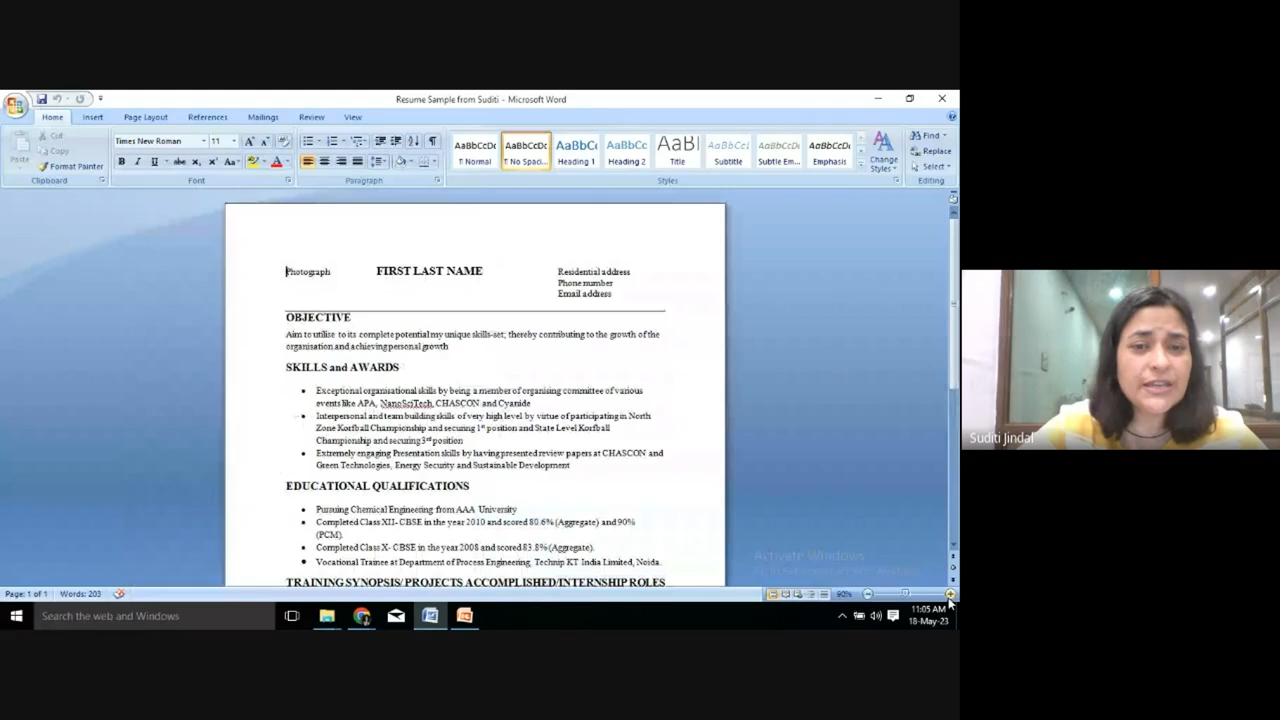 Resume Sample from Suditi - Microsoft Word
Home Insert Page Layout References Mailings Review View
Cut
Copy
Format Painter
Paste
Clipboard
Times New Roman 11
Font
Paragraph
AaBbCcDc AaBbCcDc AaBbCc AaBbCc AaBl AaBbCcL AaBbCcDc AaBbCcDc
¶ Normal ¶ No Spaci... Heading 1 Heading 2 Title Subtitle Subtle Em... Emphasis
Change
Styles
Styles
Find
Replace
Select
Editing
Photograph FIRST LAST NAME Residential address
Phone number
Email address
OBJECTIVE
Aim to utilise to its complete potential my unique skills-set; thereby contributing to the growth of the
organisation and achieving personal growth
SKILLS and AWARDS
Exceptional organisational skills by being a member of organising committee of various
events like APA, NanoSciTech, CHASCON and Cyanide
Interpersonal and team building skills of very high level by virtue of participating in North
Zone Korfball Championship and securing 1st position and State Level Korfball
Championship and securing 3rd position
Extremely engaging Presentation skills by having presented review papers at CHASCON and
Green Technologies, Energy Security and Sustainable Development
EDUCATIONAL QUALIFICATIONS
Pursuing Chemical Engineering from AAA University
Completed Class XII- CBSE in the year 2010 and scored 80.6% (Aggregate) and 90%
(PCM).
Completed Class X- CBSE in the year 2008 and scored 83.8% (Aggregate).
Vocational Trainee at Department of Process Engineering, Technip KT India Limited, Noida.
TRAINING SYNOPSIS/ PROJECTS ACCOMPLISHED/INTERNSHIP ROLES
Activate Windows
Page: 1 of 1 Words: 203 90%
Search the web and Windows
11:05 AM
18-May-23
Suditi Jindal